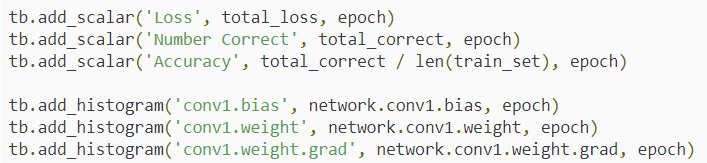 tb.add_scalar('Loss', total_loss, epoch)
tb.add_scalar('Number Correct', total_correct, epoch)
tb.add_scalar('Accuracy', total_correct / len(train_set), epoch)
tb.add_histogram('conv1.bias', network.conv1.bias, epoch)
tb.add_histogram('conv1.weight', network.conv1.weight, epoch)
tb.add_histogram('conv1.weight.grad', network.conv1.weight.grad, epoch)